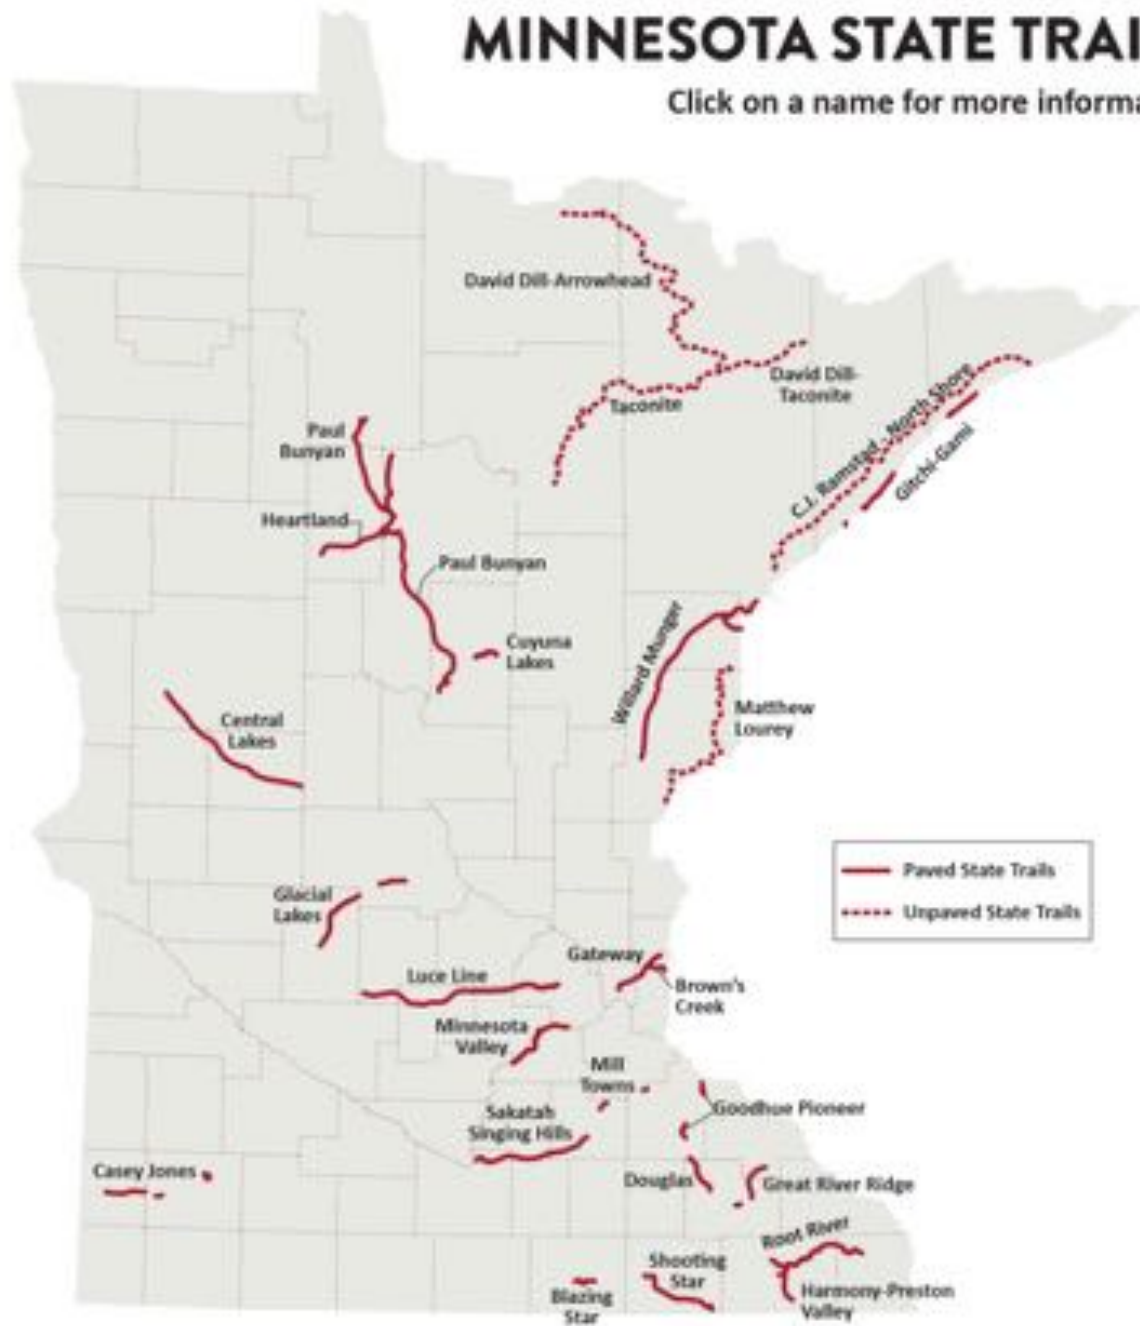 MINNESOTA STATE TRAI
Click on a name for more informa
David Dill-Arrowhead
David Dill-
Taconite
Taconite
C.J. Ramstad - North Shore
Gitchi-Gami
Paul
Bunyan
Heartland
Paul Bunyan
Cuyuna
Lakes
Willard Munger
Matthew
Lourey
Central
Lakes
Paved State Trails
Unpaved State Trails
Glacial
Lakes
Gateway
Brown's
Creek
Luce Line
Minnesota
Valley
Mill
Towns
Goodhue Pioneer
Sakatah
Singing Hills
Casey Jones
Douglas
Great River Ridge
Root River
Shooting
Star
Blazing
Star
Harmony-Preston
Valley